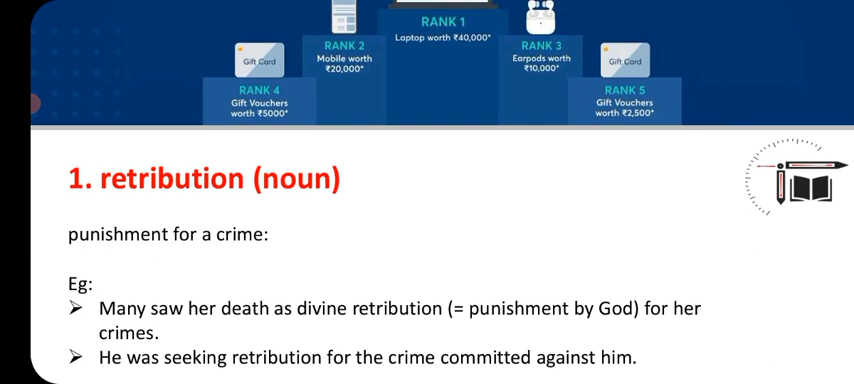 RANK 1
Laptop worth ₹40,000*
RANK 2
Mobile worth
₹20,000*
RANK 3
Earpods worth
₹10,000*
Gift Card
RANK 4
Gift Vouchers
worth ₹5000*
Gift Card
RANK 5
Gift Vouchers
worth ₹2,500*
1. retribution (noun)
punishment for a crime:
Eg:
➢ Many saw her death as divine retribution (= punishment by God) for her
crimes.
➢ He was seeking retribution for the crime committed against him.